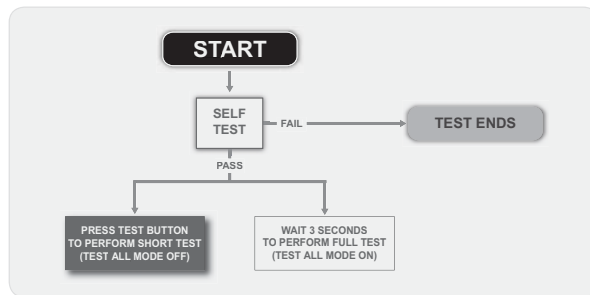 START
SELF
TEST
FAIL
TEST ENDS
PASS
PRESS TEST BUTTON
TO PERFORM SHORT TEST
(TEST ALL MODE OFF)
WAIT 3 SECONDS
TO PERFORM FULL TEST
(TEST ALL MODE ON)